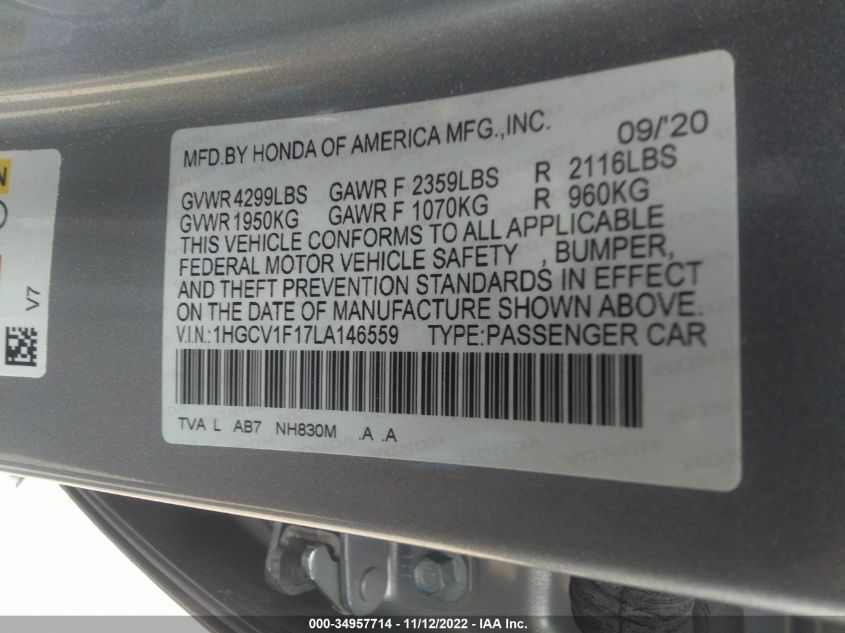 MFD.BY HONDA OF AMERICA MFG.,INC. 09/'20
GVWR 4299LBS GAWR F 2359LBS R 2116LBS
GVWR 1950KG GAWR F 1070KG R 960KG
THIS VEHICLE CONFORMS TO ALL APPLICABLE
FEDERAL MOTOR VEHICLE SAFETY , BUMPER,
AND THEFT PREVENTION STANDARDS IN EFFECT
ON THE DATE OF MANUFACTURE SHOWN ABOVE.
V.I.N.:1HGCV1F17LA146559 TYPE:PASSENGER CAR
TVA L AB7 NH830M .A .A
V7
000-34957714 - 11/12/2022 - IAA Inc.